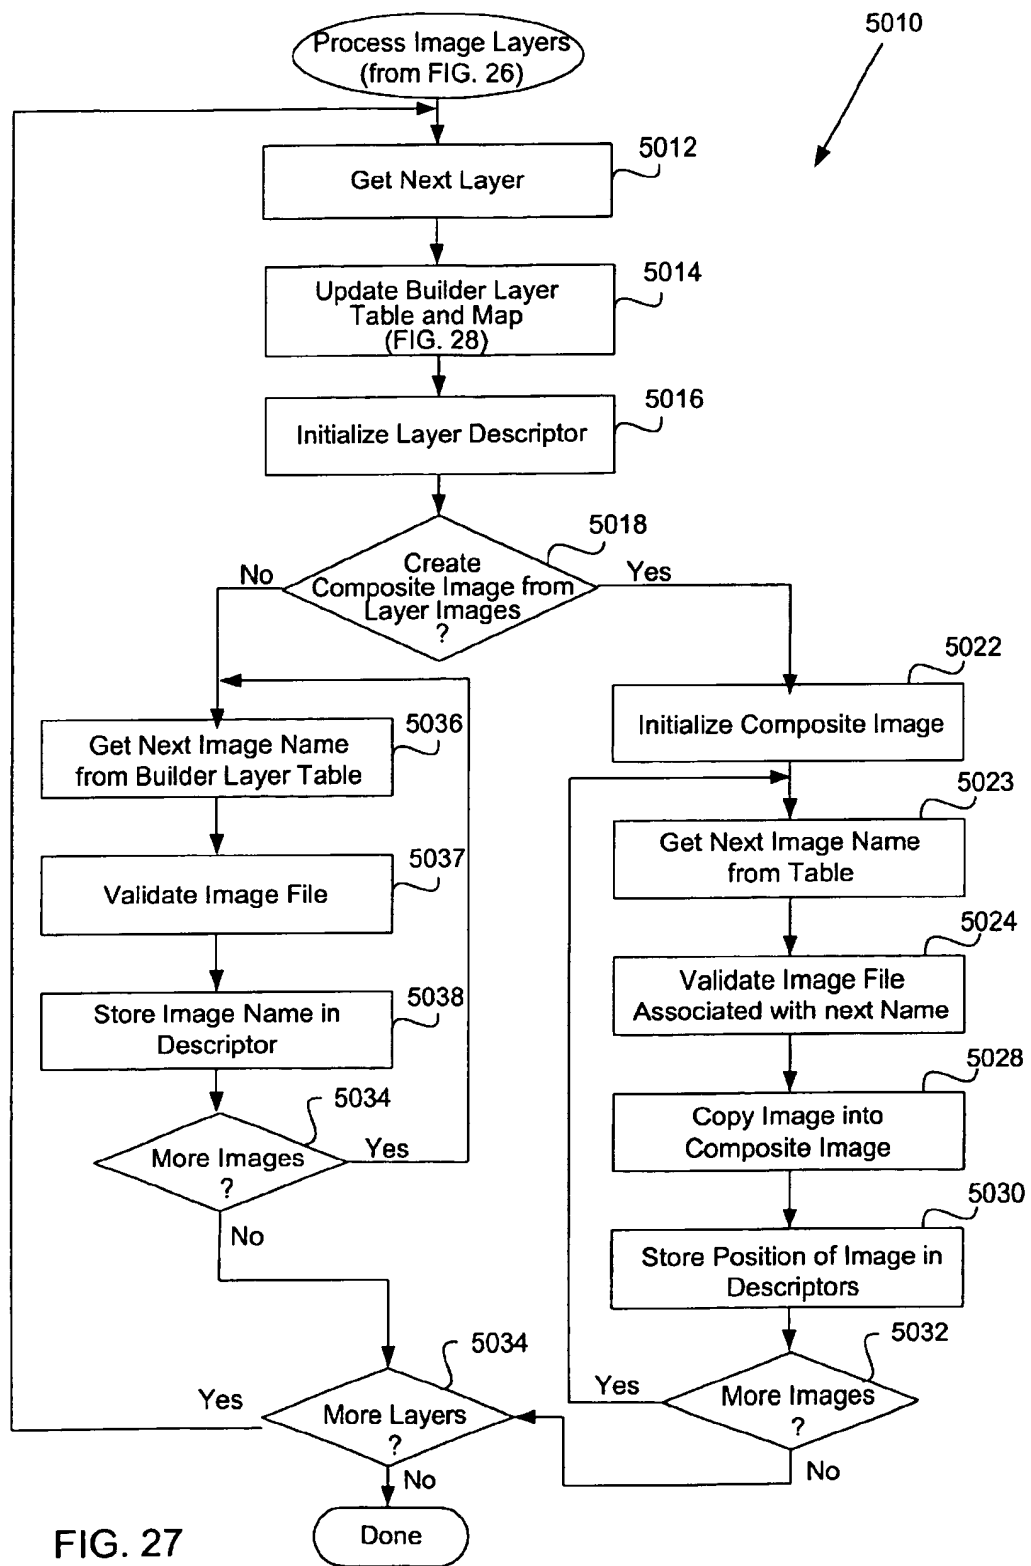 5010
Process Image Layers
(from FIG. 26)
5012
Get Next Layer
5014
Update Builder Layer
Table and Map
(FIG. 28)
5016
Initialize Layer Descriptor
5018
Create
Composite Image from
Layer Images
?
No
Yes
5022
Initialize Composite Image
5036
Get Next Image Name
from Builder Layer Table
5023
Get Next Image Name
from Table
5037
Validate Image File
5024
Validate Image File
Associated with next Name
5038
Store Image Name in
Descriptor
5028
Copy Image into
Composite Image
5034
More Images
?
Yes
No
5030
Store Position of Image in
Descriptors
5032
More Images
?
Yes
No
5034
More Layers
?
Yes
No
Done
FIG. 27